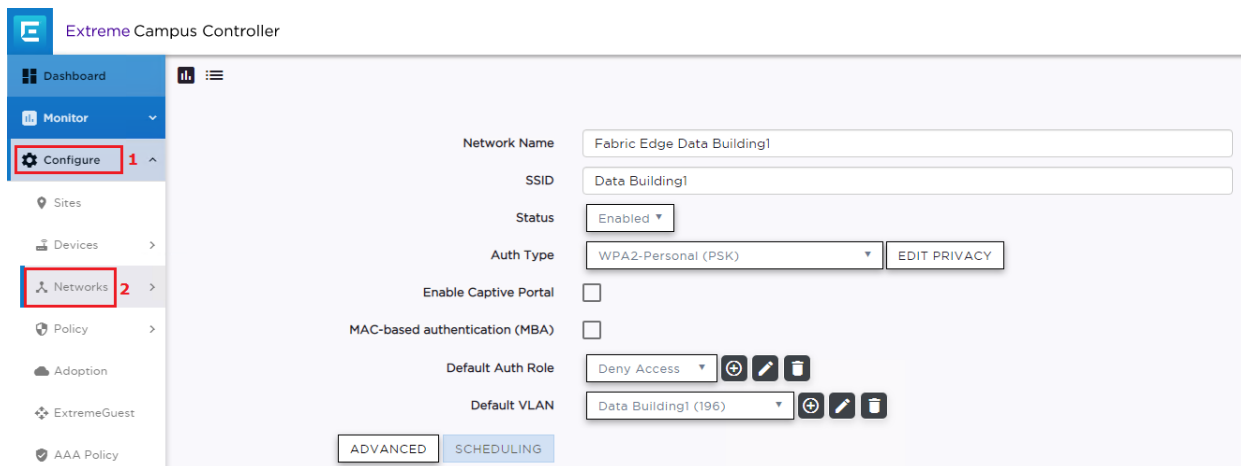 Extreme Campus Controller
Dashboard
Monitor
Configure 1
Sites
Devices
Networks 2
Policy
Adoption
ExtremeGuest
AAA Policy
Network Name Fabric Edge Data Building1
SSID Data Building1
Status Enabled
Auth Type WPA2-Personal (PSK) EDIT PRIVACY
Enable Captive Portal
MAC-based authentication (MBA)
Default Auth Role Deny Access
Default VLAN Data Building1 (196)
ADVANCED SCHEDULING